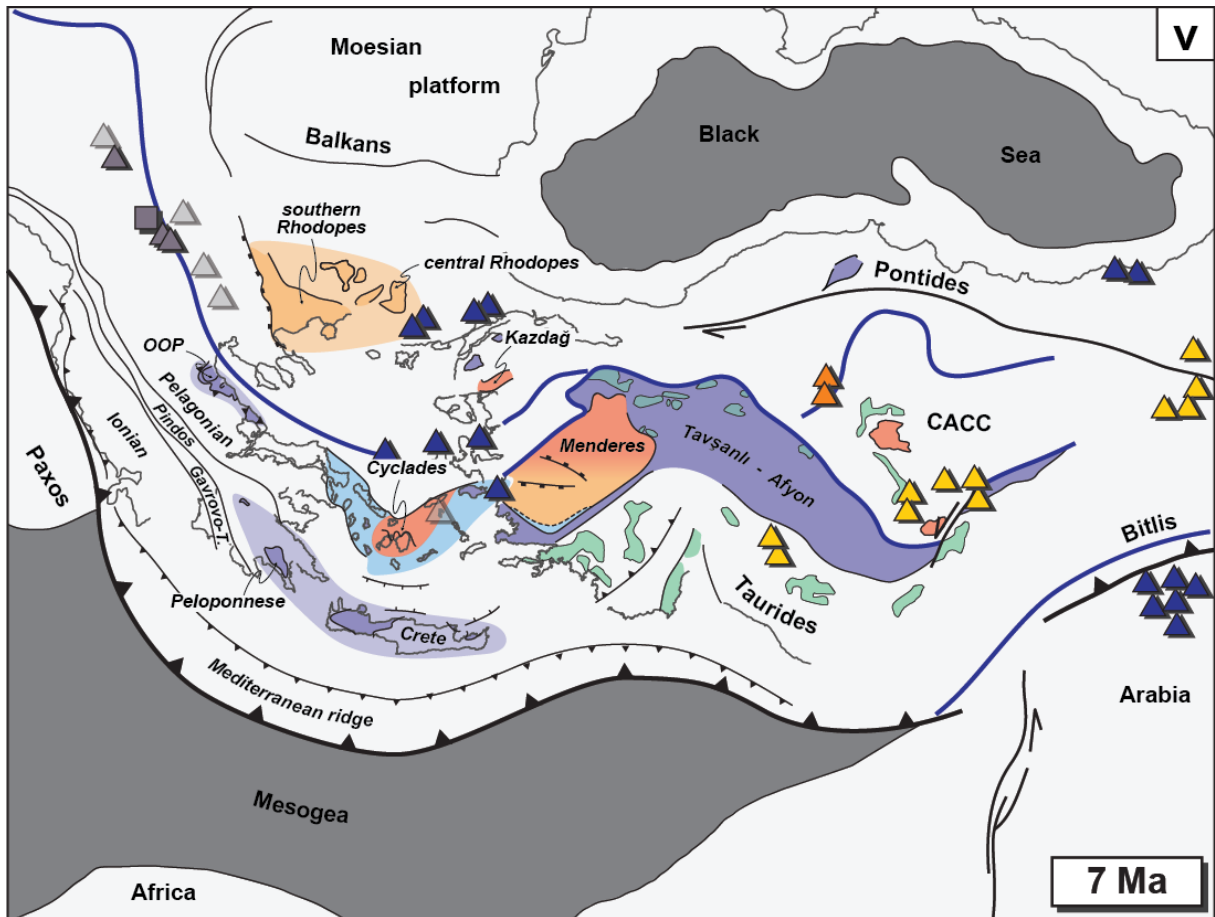 V
Moesian
platform
Balkans
Black
Sea
southern
Rhodopes
central Rhodopes
Pontides
Kazdağ
OOP
Pelagonian
Pindos
Ionian
Gavrovo-T.
Paxos
Cyclades
Menderes
Tavşanlı - Afyon
CACC
Bitlis
Peloponnese
Crete
Taurides
Mediterranean ridge
Arabia
Mesogea
Africa
7 Ma